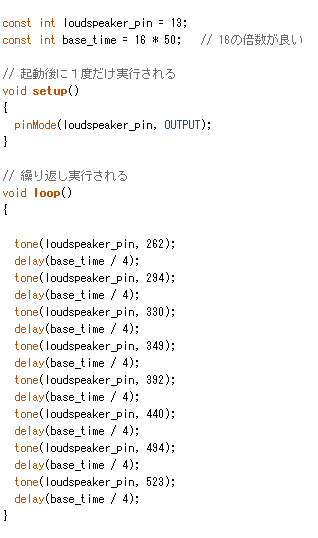 const int loudspeaker_pin = 13;
const int base_time = 16 * 50;   // 16の倍数が良い
// 起動後に１度だけ実行される
void setup()
{
  pinMode(loudspeaker_pin, OUTPUT);
}
// 繰り返し実行される
void loop()
{
  tone(loudspeaker_pin, 262);
  delay(base_time / 4);
  tone(loudspeaker_pin, 294);
  delay(base_time / 4);
  tone(loudspeaker_pin, 330);
  delay(base_time / 4);
  tone(loudspeaker_pin, 349);
  delay(base_time / 4);
  tone(loudspeaker_pin, 392);
  delay(base_time / 4);
  tone(loudspeaker_pin, 440);
  delay(base_time / 4);
  tone(loudspeaker_pin, 494);
  delay(base_time / 4);
  tone(loudspeaker_pin, 523);
  delay(base_time / 4);
}